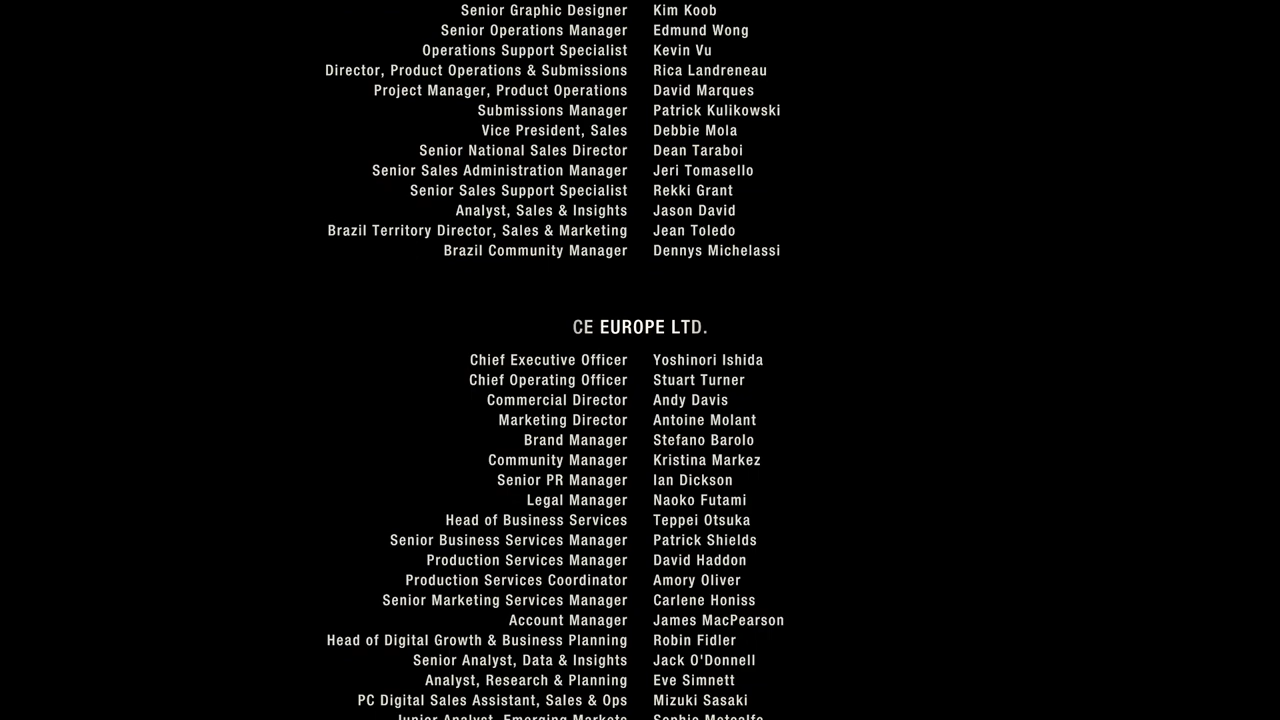 Senior Graphic Designer Kim Koob
Senior Operations Manager Edmund Wong
Operations Support Specialist Kevin Vu
Director, Product Operations & Submissions Rica Landreneau
Project Manager, Product Operations David Marques
Submissions Manager Patrick Kulikowski
Vice President, Sales Debbie Mola
Senior National Sales Director Dean Taraboi
Senior Sales Administration Manager Jeri Tomasello
Senior Sales Support Specialist Rekki Grant
Analyst, Sales & Insights Jason David
Brazil Territory Director, Sales & Marketing Jean Toledo
Brazil Community Manager Dennys Michelassi
CE EUROPE LTD.
Chief Executive Officer Yoshinori Ishida
Chief Operating Officer Stuart Turner
Commercial Director Andy Davis
Marketing Director Antoine Molant
Brand Manager Stefano Barolo
Community Manager Kristina Markez
Senior PR Manager Ian Dickson
Legal Manager Naoko Futami
Head of Business Services Teppei Otsuka
Senior Business Services Manager Patrick Shields
Production Services Manager David Haddon
Production Services Coordinator Amory Oliver
Senior Marketing Services Manager Carlene Honiss
Account Manager James MacPearson
Head of Digital Growth & Business Planning Robin Fidler
Senior Analyst, Data & Insights Jack O'Donnell
Analyst, Research & Planning Eve Simnett
PC Digital Sales Assistant, Sales & Ops Mizuki Sasaki
Junior Analyst, Emerging Markets Sophie Metcalfe